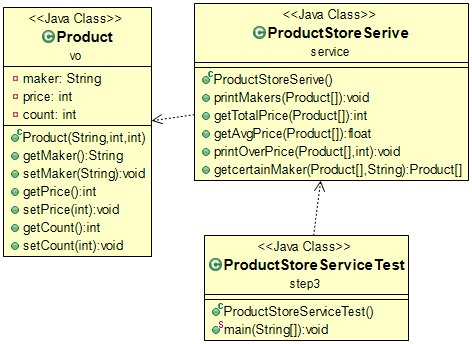 <<Java Class>>
Product
vo
maker: String
price: int
count: int
Product(String,int,int)
getMaker():String
setMaker(String):void
getPrice():int
setPrice(int):void
getCount():int
setCount(int):void
<<Java Class>>
ProductStoreSerive
service
ProductStoreSerive()
printMakers(Product[]):void
getTotalPrice(Product[]):int
getAvgPrice(Product[]):float
printOverPrice(Product[],int):void
getcertainMaker(Product[],String):Product[]
<<Java Class>>
ProductStoreServiceTest
step3
ProductStoreServiceTest()
main(String[]):void